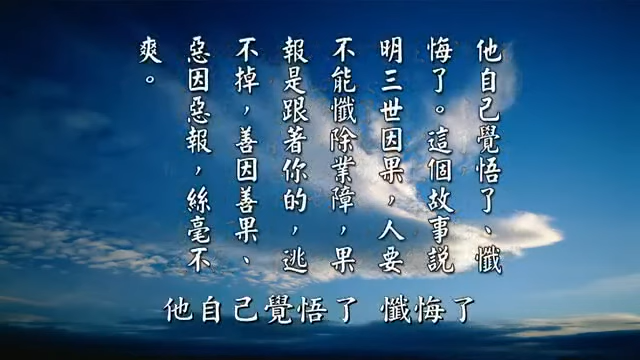 他自己覺悟了、懺
悔了。這個故事說
明三世因果，人要
不能懺除業障，果
報是跟著你的，逃
不掉，善因善果、
惡因惡報，絲毫不
爽。
他自己覺悟了 懺悔了